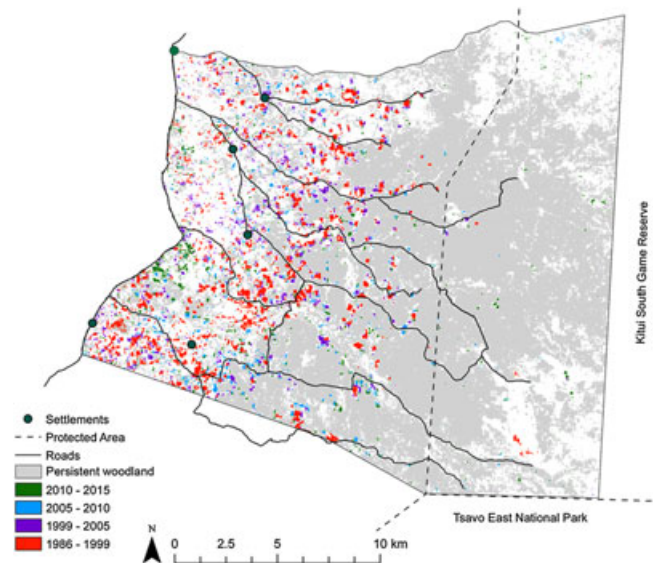 Kitui South Game Reserve
Settlements
Protected Area
Roads
Persistent woodland
2010 - 2015
2005 - 2010
1999 - 2005
1986 - 1999
N
0 2.5 5 10 km
Tsavo East National Park